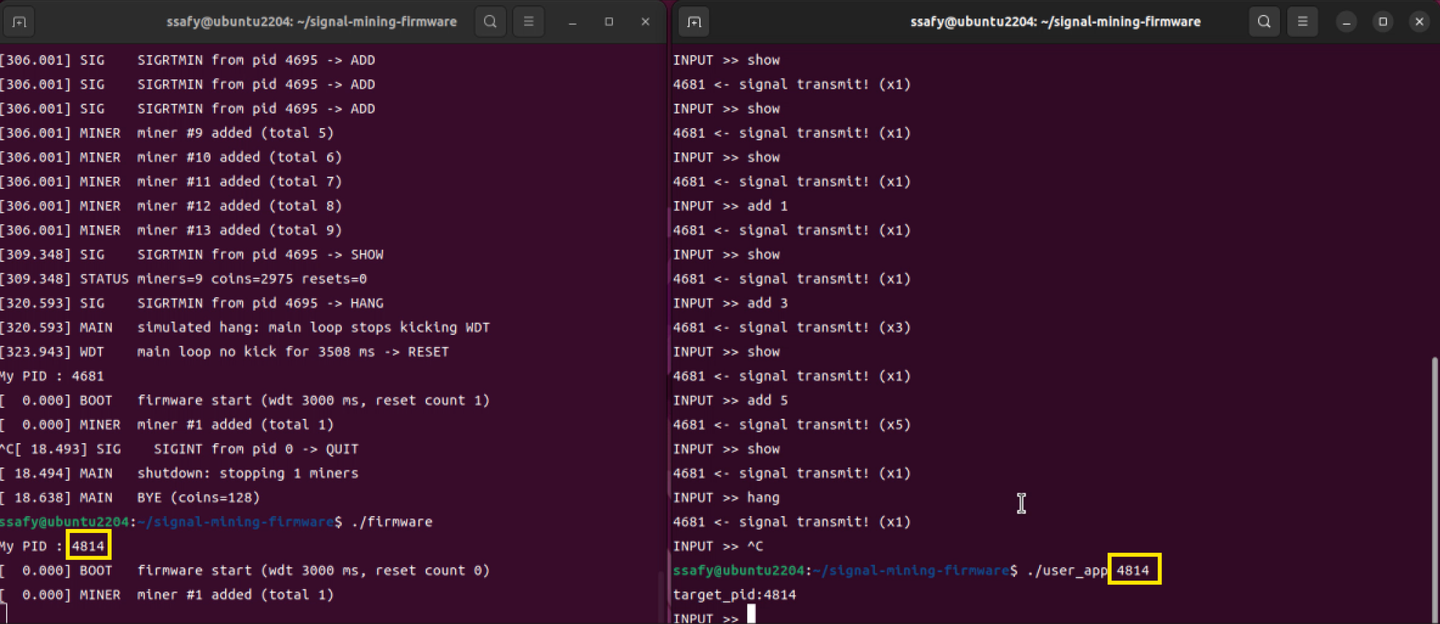 ssafy@ubuntu2204: ~/signal-mining-firmware
[306.001] SIG    SIGRTMIN from pid 4695 -> ADD
[306.001] SIG    SIGRTMIN from pid 4695 -> ADD
[306.001] SIG    SIGRTMIN from pid 4695 -> ADD
[306.001] MINER  miner #9 added (total 5)
[306.001] MINER  miner #10 added (total 6)
[306.001] MINER  miner #11 added (total 7)
[306.001] MINER  miner #12 added (total 8)
[306.001] MINER  miner #13 added (total 9)
[309.348] SIG    SIGRTMIN from pid 4695 -> SHOW
[309.348] STATUS miners=9 coins=2975 resets=0
[320.593] SIG    SIGRTMIN from pid 4695 -> HANG
[320.593] MAIN   simulated hang: main loop stops kicking WDT
[323.943] WDT    main loop no kick for 3508 ms -> RESET
My PID : 4681
[  0.000] BOOT   firmware start (wdt 3000 ms, reset count 1)
[  0.000] MINER  miner #1 added (total 1)
^C[ 18.493] SIG    SIGINT from pid 0 -> QUIT
[ 18.494] MAIN   shutdown: stopping 1 miners
[ 18.638] MAIN   BYE (coins=128)
ssafy@ubuntu2204:~/signal-mining-firmware$ ./firmware
My PID : 4814
[  0.000] BOOT   firmware start (wdt 3000 ms, reset count 0)
[  0.000] MINER  miner #1 added (total 1)
ssafy@ubuntu2204: ~/signal-mining-firmware
INPUT >> show
4681 <- signal transmit! (x1)
INPUT >> show
4681 <- signal transmit! (x1)
INPUT >> show
4681 <- signal transmit! (x1)
INPUT >> add 1
4681 <- signal transmit! (x1)
INPUT >> show
4681 <- signal transmit! (x1)
INPUT >> add 3
4681 <- signal transmit! (x3)
INPUT >> show
4681 <- signal transmit! (x1)
INPUT >> add 5
4681 <- signal transmit! (x5)
INPUT >> show
4681 <- signal transmit! (x1)
INPUT >> hang
4681 <- signal transmit! (x1)
INPUT >> ^C
ssafy@ubuntu2204:~/signal-mining-firmware$ ./user_app 4814
target_pid:4814
INPUT >>